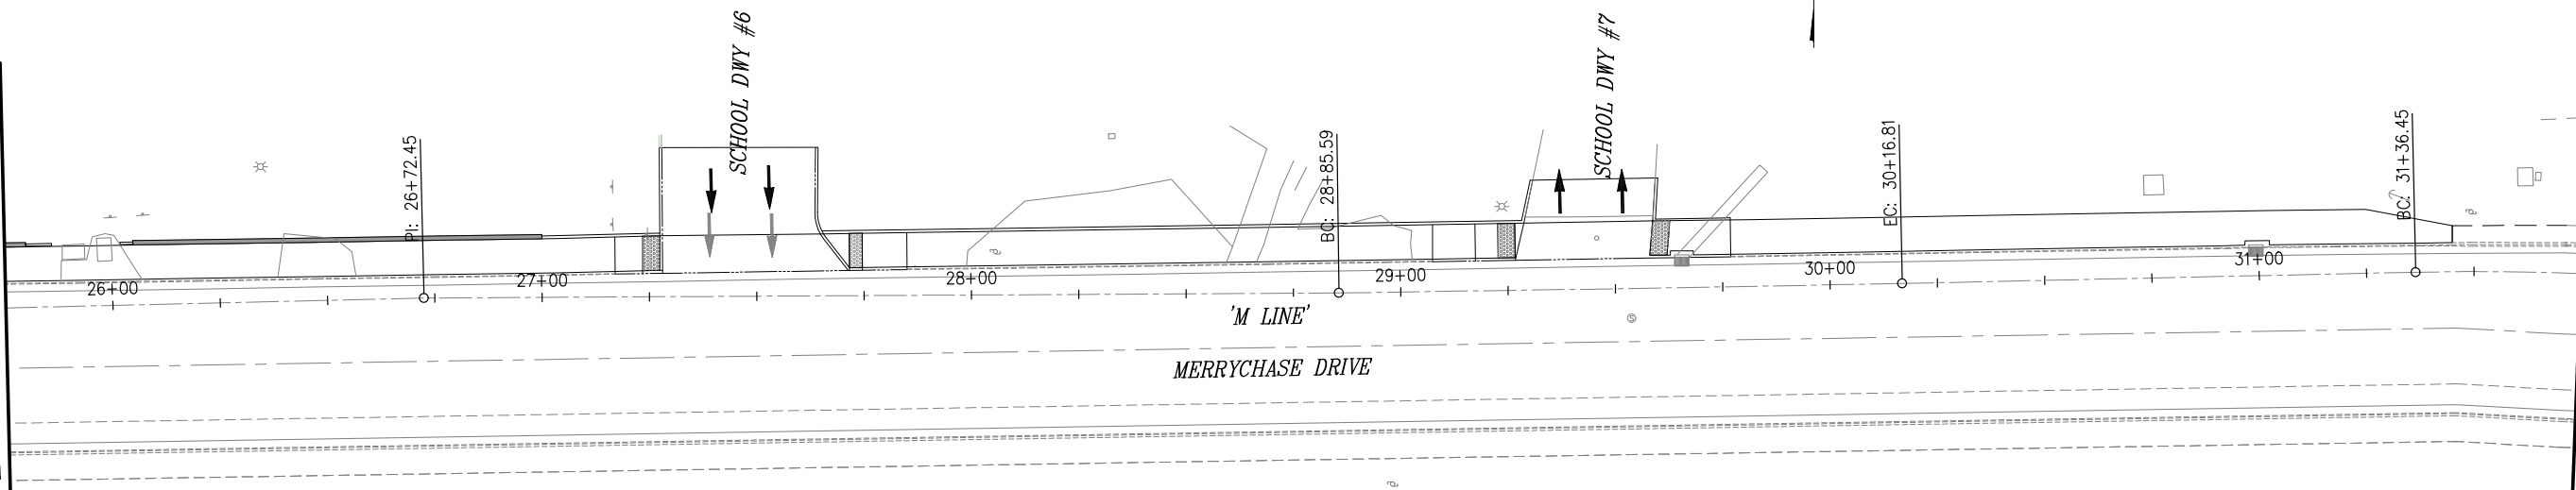 SCHOOL DWY #6
SCHOOL DWY #7
PI: 26+72.45
BC: 28+85.59
EC: 30+16.81
BC: 31+36.45
26+00
27+00
28+00
29+00
30+00
31+00
'M LINE'
MERRYCHASE DRIVE